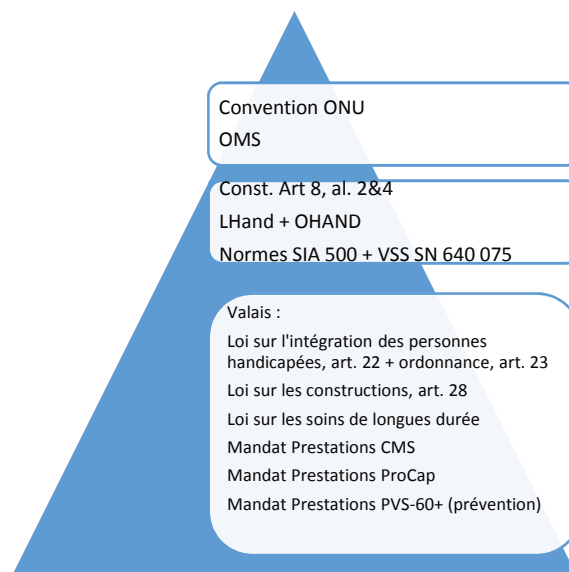 Convention ONU
OMS
Const. Art 8, al. 2&4
LHand + OHAND
Normes SIA 500 + VSS SN 640 075
Valais :
Loi sur l'intégration des personnes
handicapées, art. 22 + ordonnance, art. 23
Loi sur les constructions, art. 28
Loi sur les soins de longues durée
Mandat Prestations CMS
Mandat Prestations ProCap
Mandat Prestations PVS-60+ (prévention)